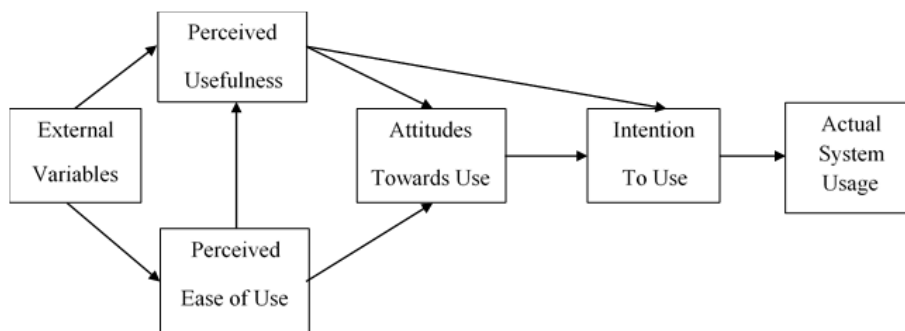 Perceived
Usefulness
External
Variables
Attitudes
Towards Use
Intention
To Use
Actual
System
Usage
Perceived
Ease of Use